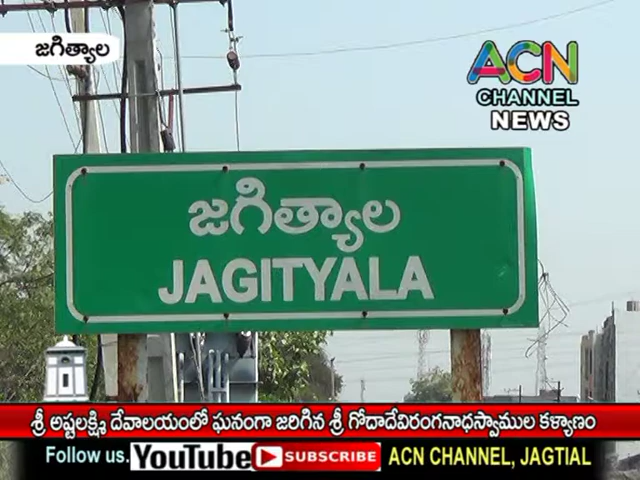 జగిత్యాల
ACN
CHANNEL
NEWS
జగిత్యాల
JAGITYALA
శ్రీ అష్టలక్ష్మి దేవాలయంలో ఘనంగా జరిగిన శ్రీ గోదాదేవిరంగనాధస్వాముల కళ్యాణం
Follow us. YouTube SUBSCRIBE ACN CHANNEL, JAGTIAL